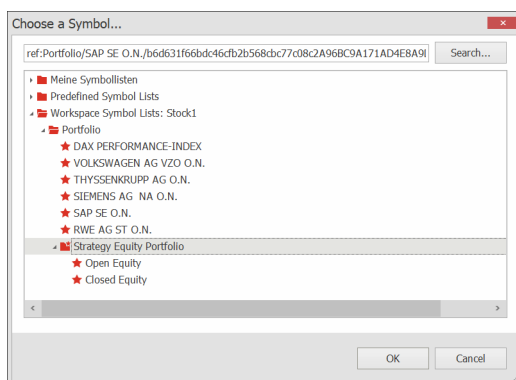 Choose a Symbol...
ref:Portfolio/SAP SE O.N./b6d631f66bdc46cfb2b568cbc77c08c2A96BC9A171AD4E8A9I Search...
Meine Symbollisten
Predefined Symbol Lists
Workspace Symbol Lists: Stock1
Portfolio
DAX PERFORMANCE-INDEX
VOLKSWAGEN AG VZO O.N.
THYSSENKRUPP AG O.N.
SIEMENS AG NA O.N.
SAP SE O.N.
RWE AG ST O.N.
Strategy Equity Portfolio
Open Equity
Closed Equity
OK Cancel